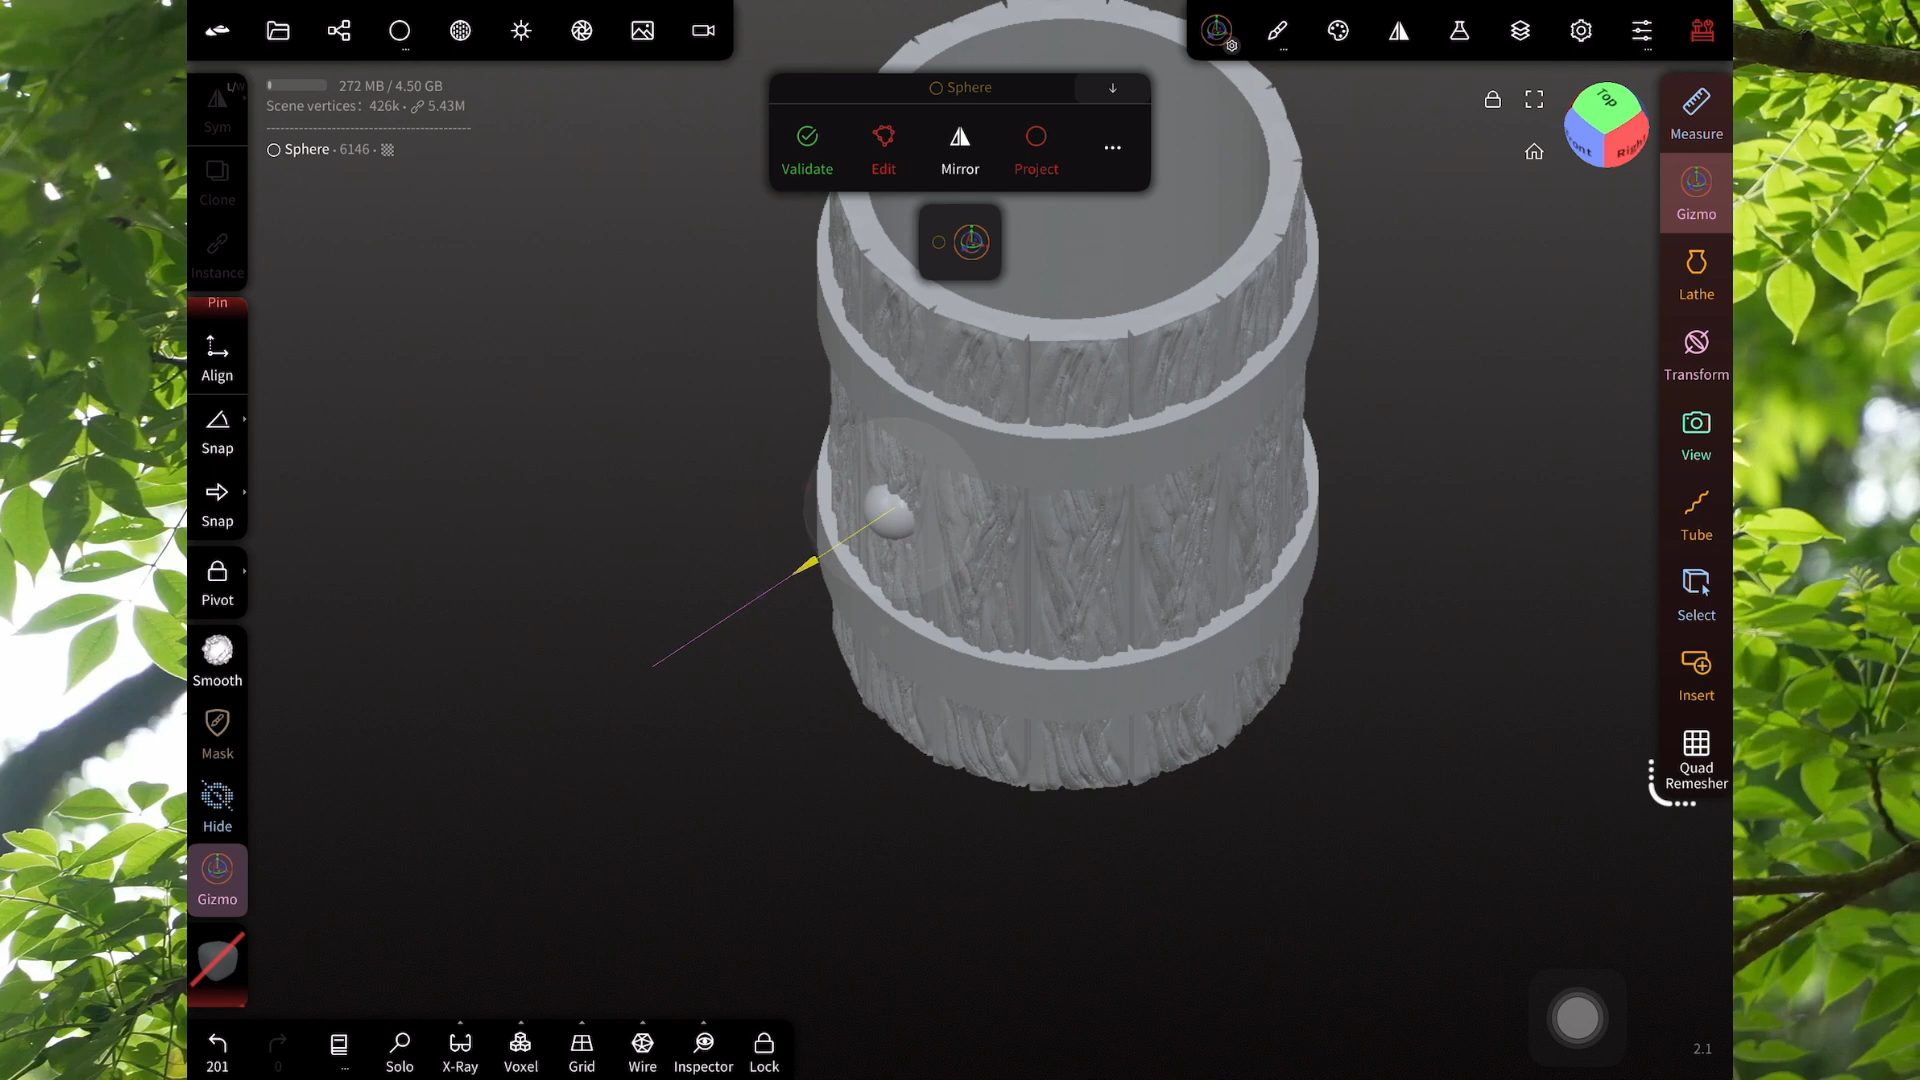 272 MB / 4.50 GB
Scene vertices: 426k • 5.43M
Sphere • 6146 •
Sphere
Validate
Edit
Mirror
Project
...
L/W
Sym
Clone
Instance
Pin
Align
Snap
Snap
Pivot
Smooth
Mask
Hide
Gizmo
Top
Front
Right
Measure
Gizmo
Lathe
Transform
View
Tube
Select
Insert
Quad
Remesher
201
0
...
Solo
X-Ray
Voxel
Grid
Wire
Inspector
Lock
2.1